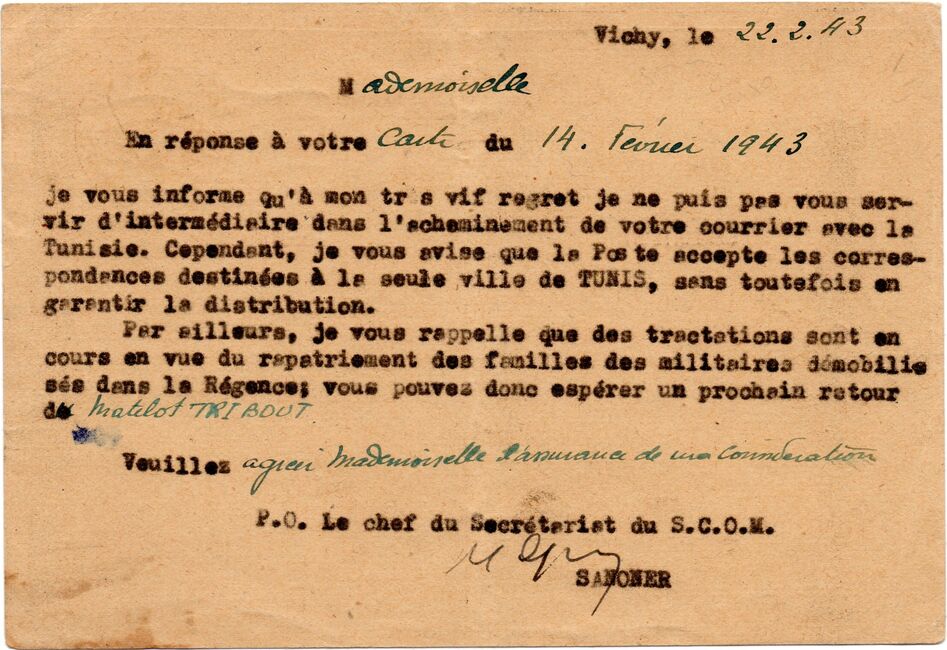 Vichy, le 22.2.43
Mademoiselle
En réponse à votre Carte du 14. Février 1943
je vous informe qu'à mon tr s vif regret je ne puis pas vous ser-
vir d'intermédiaire dans l'acheminement de votre courrier avec la
Tunisie. Cependant, je vous avise que la Poste accepte les corres-
pondances destinées à la seule ville de TUNIS, sans toutefois en
garantir la distribution.
Par ailleurs, je vous rappelle que des tractations sont en
cours en vue du rapatriement des familles des militaires démobilis
sés dans la Régence; vous pouvez donc espérer un prochain retour
du Matelot TRIBOUT
Veuillez agréer Mademoiselle l'assurance de ma Considération
P.O. Le chef du Secrétariat du S.C.O.M.
SANONER